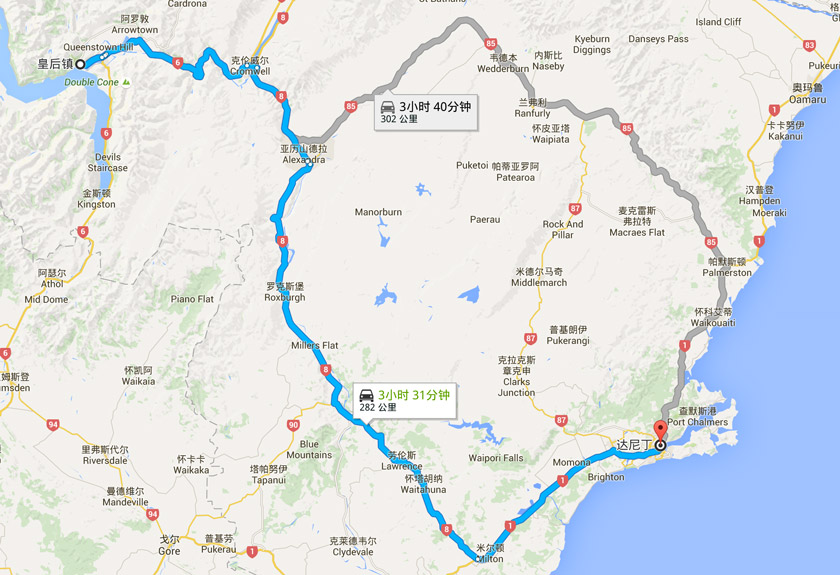 Cardrona
阿罗敦
Arrowtown
Queenstown Hill
皇后镇
Double Cone
克伦威尔
Cromwell
8
6
8
85
韦德本
Wedderburn
内斯比
Naseby
Kyeburn
Diggings
Danseys Pass
Island Cliff
83
Pukeuri
奥玛鲁
Oamaru
1
卡卡努伊
Kakanui
85
3小时 40分钟
302 公里
兰弗利
Ranfurly
怀皮亚塔
Waipiata
85
6
Devils
Staircase
金斯顿
Kingston
6
亚历山德拉
Alexandra
Puketoi
帕蒂亚罗阿
Patearoa
汉普登
Hampden
Moeraki
Manorburn
Paerau
87
Rock And
Pillar
麦克雷斯
弗拉特
Macraes Flat
85
1
8
阿瑟尔
Athol
Mid Dome
Piano Flat
罗克斯堡
Roxburgh
米德尔马奇
Middlemarch
帕默斯顿
Palmerston
怀科艾蒂
Waikouaiti
普基朗伊
Pukerangi
87
1
Millers Flat
8
6
怀凯阿
Waikaia
克拉克斯
章克申
Clarks
Junction
3小时 31分钟
282 公里
查默斯港
Port Chalmers
94
90
87
达尼丁
Blue
Mountains
里弗斯代尔
Riversdale
怀卡卡
Waikaka
塔帕努伊
Tapanui
劳伦斯
Lawrence
怀塔胡纳
Waitahuna
Waipori Falls
Momona
Brighton
1
曼德维尔
Mandeville
94
戈尔
Gore
普基劳
Pukerau
1
克莱德韦尔
Clydevale
8
米尔顿
Milton
1